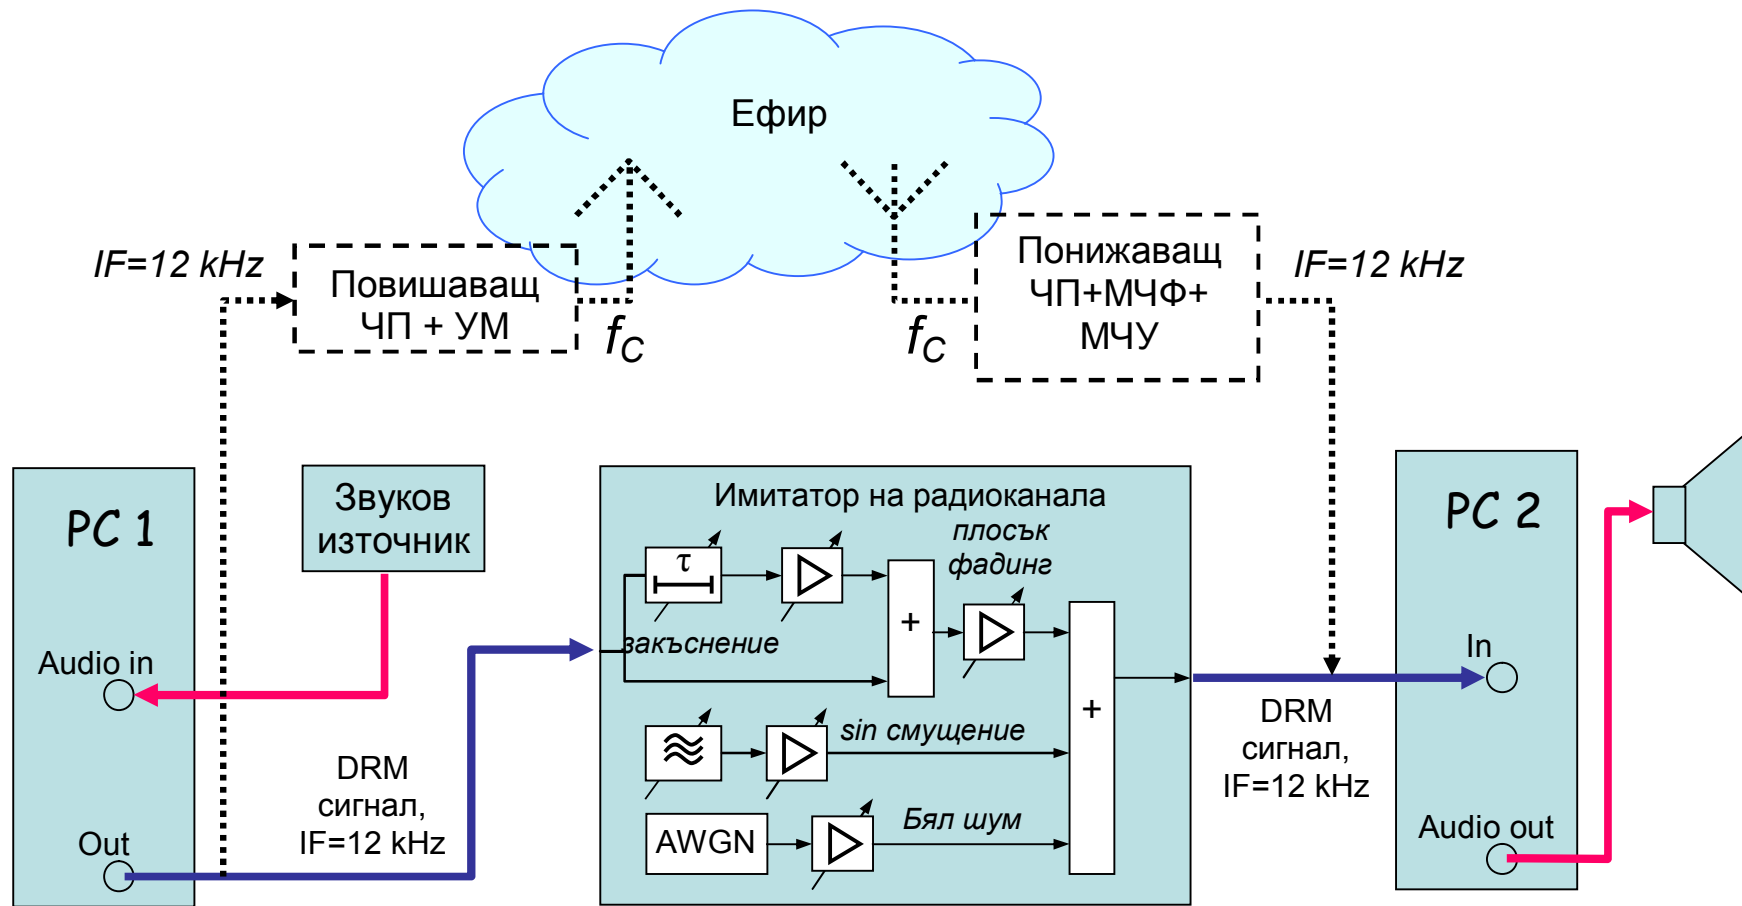 Ефир
IF=12 kHz
Повишаващ
ЧП + УМ
fC
fC
Понижаващ
ЧП+МЧФ+
МЧУ
IF=12 kHz
PC 1
Audio in
Out
Звуков
източник
DRM
сигнал,
IF=12 kHz
Имитатор на радиоканала
τ
закъснение
+
плосък
фадинг
sin смущение
AWGN
Бял шум
+
DRM
сигнал,
IF=12 kHz
PC 2
In
Audio out